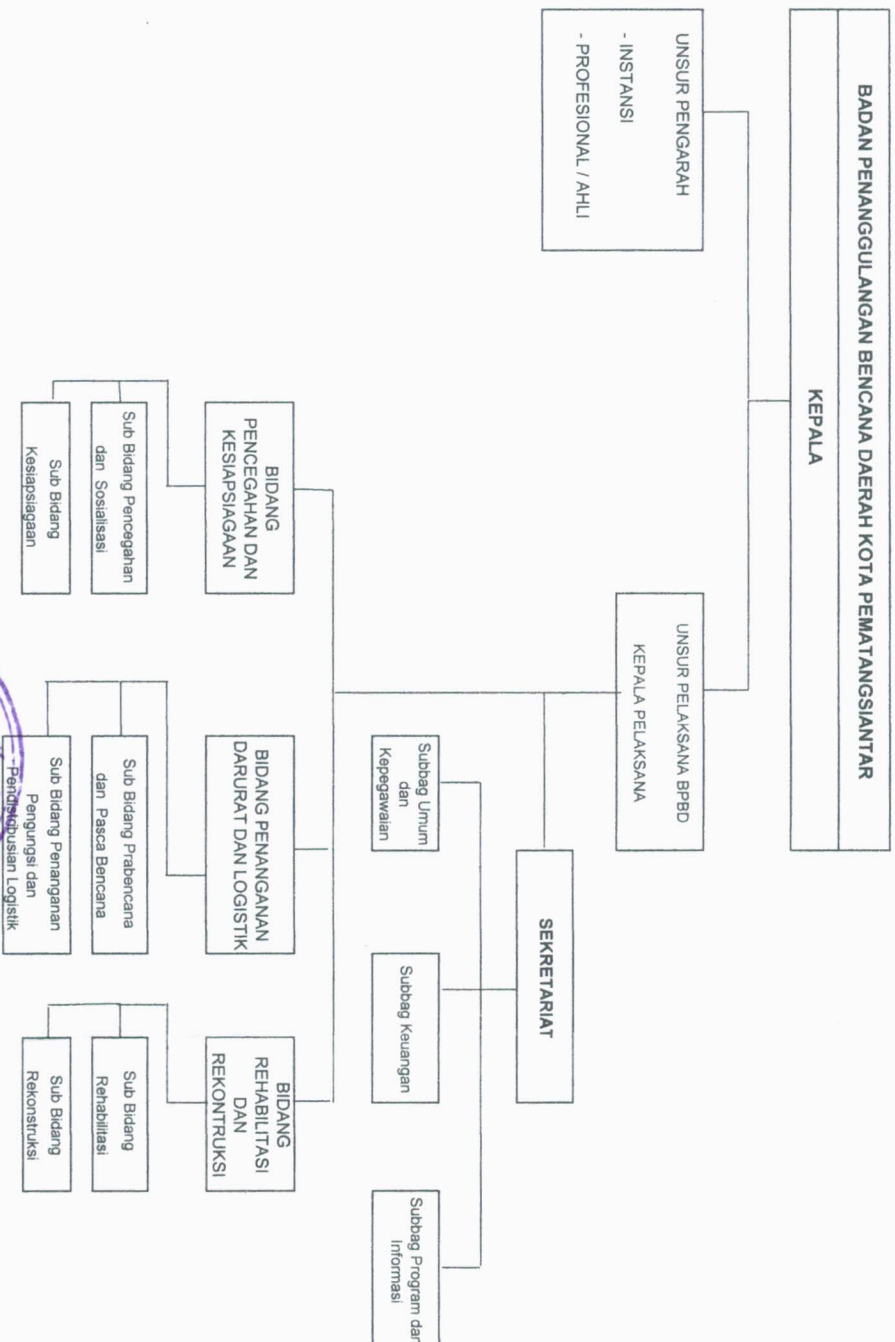 BADAN PENANGGULANGAN BENCANA DAERAH KOTA PEMATANGSIANTAR
KEPALA
UNSUR PENGARAH
- INSTANSI
- PROFESIONAL / AHLI
UNSUR PELAKSANA BPBD
KEPALA PELAKSANA
SEKRETARIAT
Subbag Umum
dan
Kepegawaian
Subbag Keuangan
Subbag Program dan
Informasi
BIDANG
PENCEGAHAN DAN
KESIAPSIAGAAN
Sub Bidang Pencegahan
dan Sosialisasi
Sub Bidang
Kesiapsiagaan
BIDANG PENANGANAN
DARURAT DAN LOGISTIK
Sub Bidang Prabencana
dan Pasca Bencana
Sub Bidang Penanganan
Pengungsi dan
Pendistribusian Logistik
BIDANG
REHABILITASI
DAN
REKONTRUKSI
Sub Bidang
Rehabilitasi
Sub Bidang
Rekonstruksi